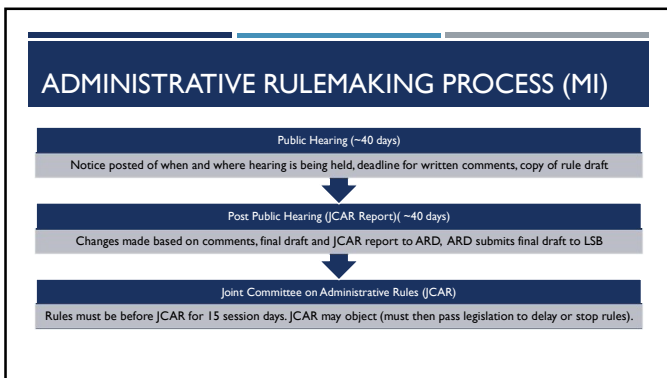 ADMINISTRATIVE RULEMAKING PROCESS (MI)
Public Hearing (~40 days)
Notice posted of when and where hearing is being held, deadline for written comments, copy of rule draft
Post Public Hearing (JCAR Report)( ~40 days)
Changes made based on comments, final draft and JCAR report to ARD, ARD submits final draft to LSB
Joint Committee on Administrative Rules (JCAR)
Rules must be before JCAR for 15 session days. JCAR may object (must then pass legislation to delay or stop rules).